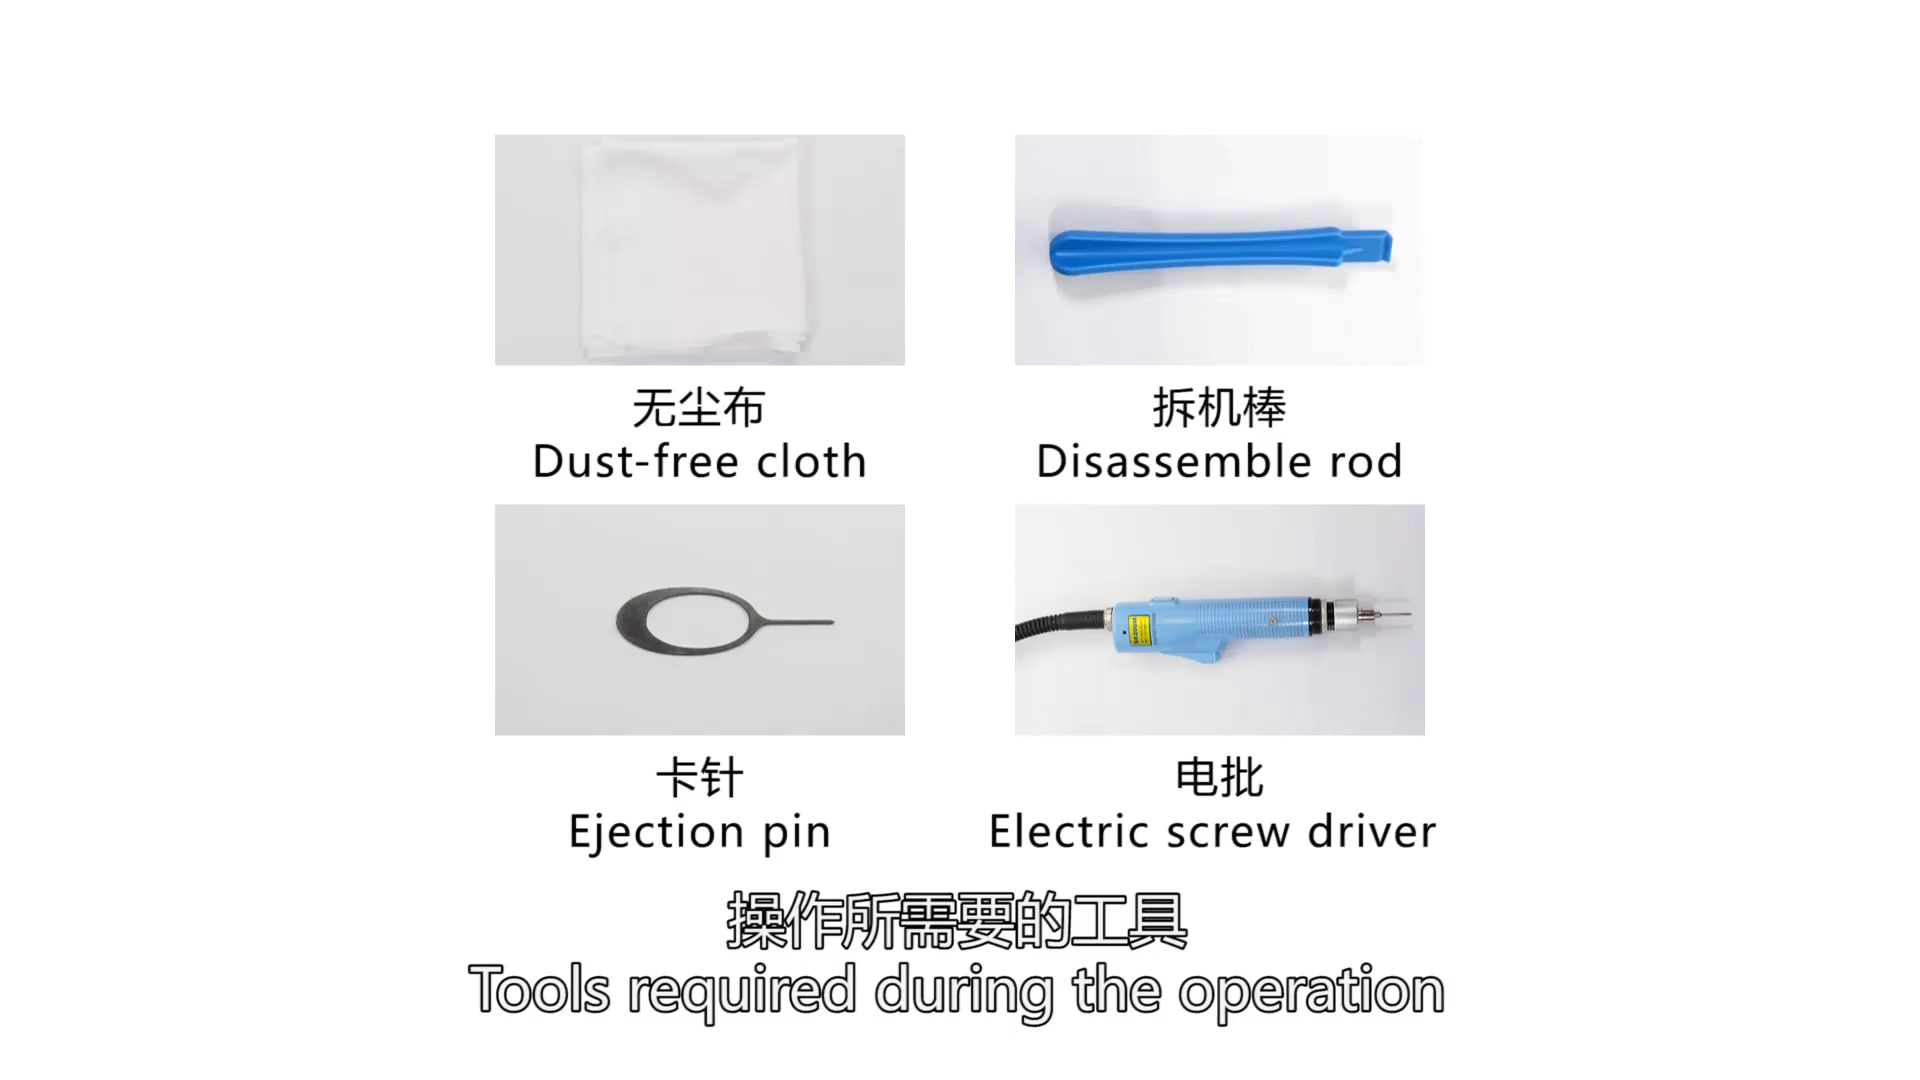 无尘布
Dust-free cloth
拆机棒
Disassemble rod
卡针
Ejection pin
电批
Electric screw driver
操作所需要的工具
Tools required during the operation